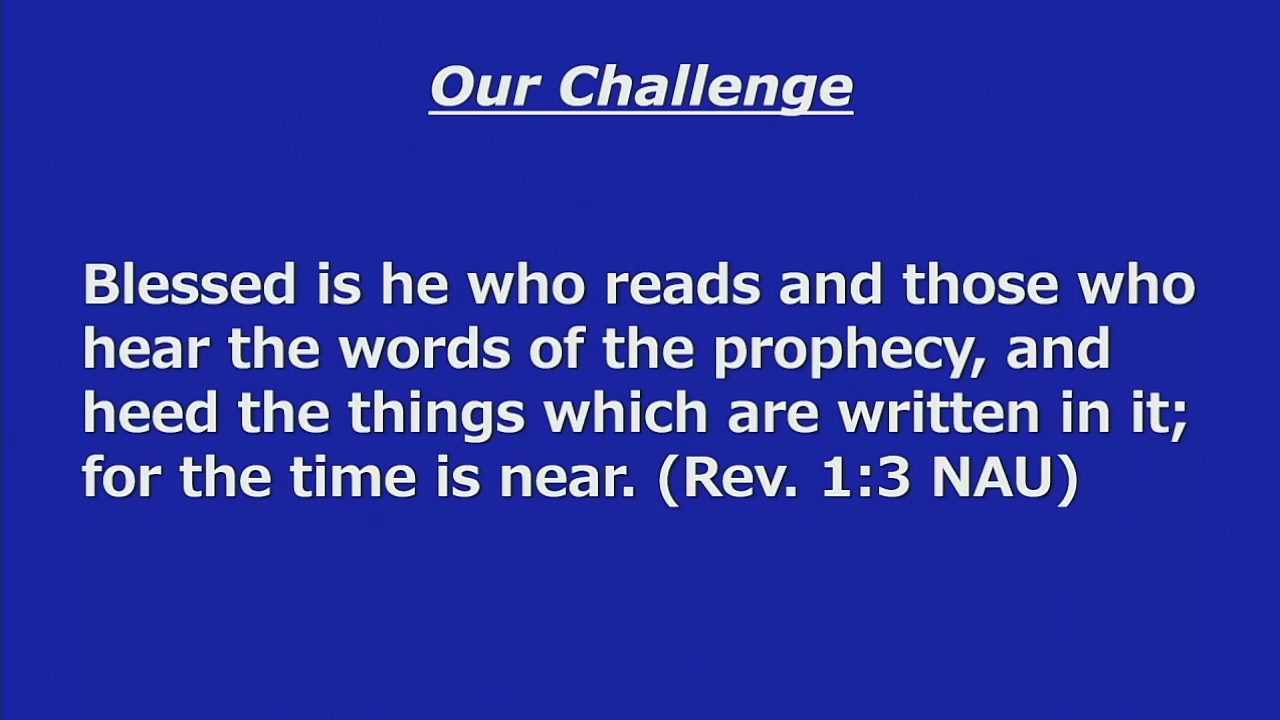 Our Challenge
Blessed is he who reads and those who
hear the words of the prophecy, and
heed the things which are written in it;
for the time is near. (Rev. 1:3 NAU)